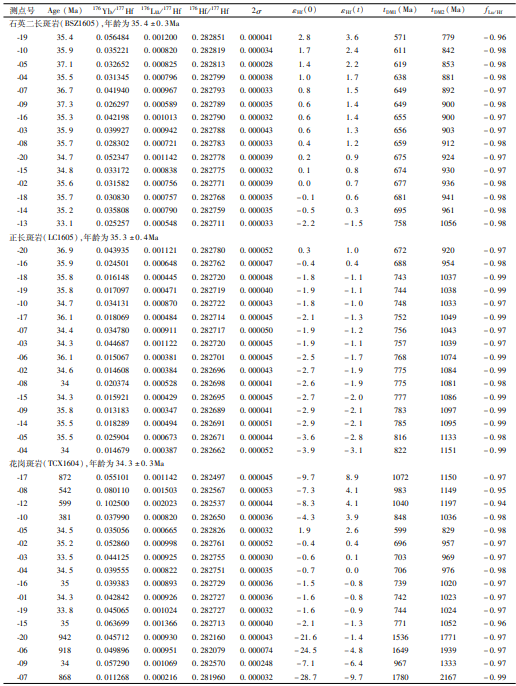 测点号 Age (Ma) ¹⁷⁶Yb/¹⁷⁷Hf ¹⁷⁶Lu/¹⁷⁷Hf ¹⁷⁶Hf/¹⁷⁷Hf 2σ εHf(0) εHf(t) tDM1 (Ma) tDM2 (Ma) fLu/Hf
石英二长斑岩(BSZ1605),年龄为35.4±0.3Ma
-19 35.4 0.056484 0.001200 0.282851 0.000041 2.8 3.6 571 779 -0.96
-10 35.9 0.035221 0.000820 0.282819 0.000034 1.7 2.4 611 842 -0.98
-05 37.1 0.032652 0.000825 0.282813 0.000028 1.4 2.2 619 853 -0.98
-04 35.5 0.031345 0.000796 0.282799 0.000038 1.0 1.7 638 881 -0.98
-06 36.7 0.041940 0.000967 0.282793 0.000033 0.8 1.5 649 892 -0.97
-09 37.3 0.026297 0.000589 0.282789 0.000035 0.6 1.4 649 900 -0.98
-16 35.3 0.042198 0.001013 0.282790 0.000032 0.6 1.4 655 900 -0.97
-03 35.9 0.039927 0.000942 0.282788 0.000043 0.6 1.3 656 903 -0.97
-08 35.7 0.028302 0.000721 0.282783 0.000033 0.4 1.2 659 912 -0.98
-20 34.7 0.052347 0.001142 0.282778 0.000039 0.2 0.9 675 924 -0.97
-15 34.8 0.033172 0.000838 0.282775 0.000032 0.1 0.8 674 930 -0.97
-02 35.6 0.031582 0.000756 0.282771 0.000039 0.0 0.7 677 936 -0.98
-18 35.7 0.030830 0.000757 0.282768 0.000035 -0.1 0.6 681 941 -0.98
-14 35.2 0.035808 0.000790 0.282759 0.000035 -0.5 0.3 695 961 -0.98
-13 33.1 0.025257 0.000548 0.282711 0.000033 -2.2 -1.5 758 1056 -0.98
正长斑岩(LC1605),年龄为35.3±0.4Ma
-20 36.9 0.043935 0.001121 0.282780 0.000052 0.3 1.0 672 920 -0.97
-16 35.9 0.024501 0.000648 0.282762 0.000047 -0.4 0.4 688 954 -0.98
-18 35.8 0.016148 0.000445 0.282720 0.000048 -1.8 -1.1 743 1037 -0.99
-19 35.8 0.017097 0.000471 0.282719 0.000040 -1.9 -1.1 744 1038 -0.99
-10 34.7 0.034131 0.000870 0.282722 0.000043 -1.8 -1.0 748 1033 -0.97
-17 36.1 0.018069 0.000484 0.282714 0.000045 -2.1 -1.3 752 1049 -0.99
-07 34.4 0.034780 0.000911 0.282717 0.000050 -1.9 -1.2 756 1043 -0.97
-03 34.3 0.044687 0.001122 0.282720 0.000045 -1.9 -1.1 757 1039 -0.97
-06 36.1 0.015067 0.000381 0.282701 0.000045 -2.5 -1.7 768 1074 -0.99
-02 34.6 0.014608 0.000384 0.282696 0.000043 -2.7 -1.9 775 1084 -0.99
-08 34 0.020374 0.000528 0.282698 0.000041 -2.6 -1.9 775 1081 -0.98
-15 34.3 0.015921 0.000429 0.282695 0.000045 -2.7 -2.0 777 1086 -0.99
-09 35.8 0.013183 0.000347 0.282689 0.000041 -2.9 -2.1 783 1097 -0.99
-14 35.5 0.018289 0.000494 0.282691 0.000051 -2.9 -2.1 785 1095 -0.99
-05 35.5 0.025904 0.000673 0.282671 0.000044 -3.6 -2.8 816 1133 -0.98
-04 34 0.014679 0.000387 0.282662 0.000052 -3.9 -3.1 822 1151 -0.99
花岗斑岩(TCX1604),年龄为34.3±0.3Ma
-17 872 0.055101 0.001142 0.282497 0.000045 -9.7 8.9 1072 1150 -0.97
-08 542 0.080110 0.001503 0.282567 0.000053 -7.3 4.1 983 1149 -0.95
-12 599 0.102500 0.002023 0.282537 0.000044 -8.3 4.1 1040 1197 -0.94
-10 381 0.037990 0.000820 0.282650 0.000036 -4.3 3.9 848 1036 -0.98
-05 34.5 0.035056 0.000665 0.282826 0.000032 1.9 2.6 599 829 -0.98
-02 35.2 0.052860 0.000998 0.282761 0.000052 -0.4 0.4 696 957 -0.97
-03 33.5 0.044125 0.000925 0.282755 0.000030 -0.6 0.1 703 969 -0.97
-04 34.5 0.039555 0.000822 0.282751 0.000035 -0.7 0.0 706 976 -0.98
-16 35 0.039383 0.000893 0.282729 0.000036 -1.5 -0.8 739 1020 -0.97
-01 34.3 0.042842 0.000926 0.282727 0.000036 -1.6 -0.8 742 1023 -0.97
-19 33.8 0.045065 0.001024 0.282727 0.000032 -1.6 -0.9 744 1024 -0.97
-15 35 0.063699 0.001366 0.282713 0.000040 -2.1 -1.3 771 1052 -0.96
-20 942 0.045712 0.000930 0.282160 0.000043 -21.6 -1.4 1536 1771 -0.97
-06 918 0.049896 0.000951 0.282079 0.000074 -24.5 -4.8 1649 1939 -0.97
-09 34 0.057290 0.001069 0.282570 0.000248 -7.1 -6.4 967 1333 -0.97
-07 868 0.011268 0.000216 0.281960 0.000032 -28.7 -9.7 1780 2167 -0.99